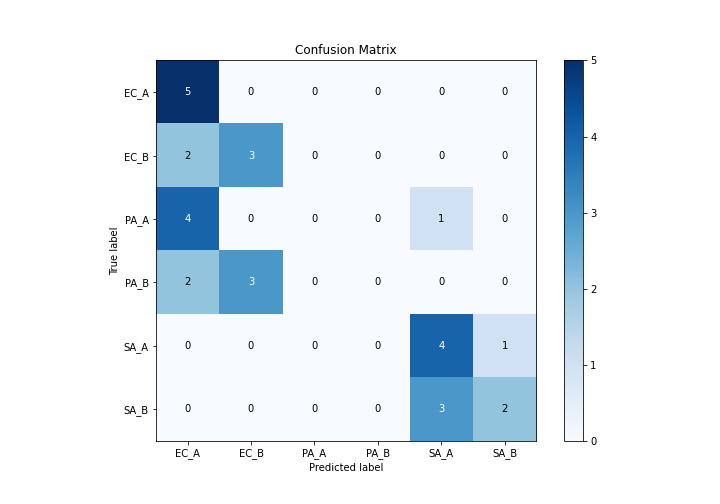 Confusion Matrix
True label
EC_A 5 0 0 0 0 0
EC_B 2 3 0 0 0 0
PA_A 4 0 0 0 1 0
PA_B 2 3 0 0 0 0
SA_A 0 0 0 0 4 1
SA_B 0 0 0 0 3 2
EC_A EC_B PA_A PA_B SA_A SA_B
Predicted label
5
4
3
2
1
0